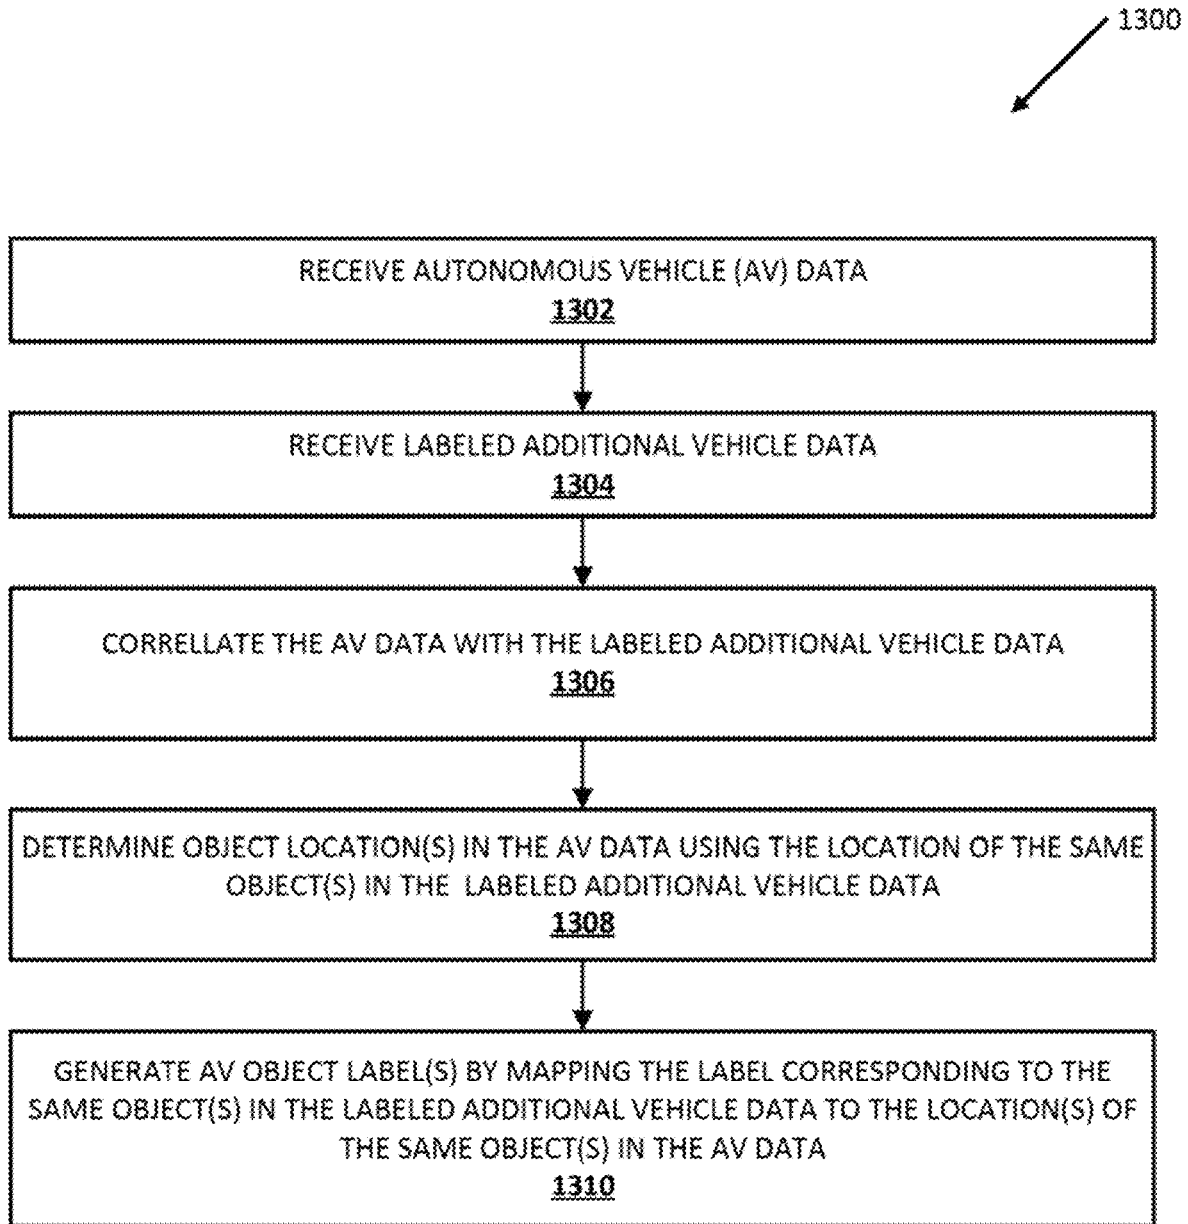 1300
RECEIVE AUTONOMOUS VEHICLE (AV) DATA
1302
RECEIVE LABELED ADDITIONAL VEHICLE DATA
1304
CORRELLATE THE AV DATA WITH THE LABELED ADDITIONAL VEHICLE DATA
1306
DETERMINE OBJECT LOCATION(S) IN THE AV DATA USING THE LOCATION OF THE SAME
OBJECT(S) IN THE LABELED ADDITIONAL VEHICLE DATA
1308
GENERATE AV OBJECT LABEL(S) BY MAPPING THE LABEL CORRESPONDING TO THE
SAME OBJECT(S) IN THE LABELED ADDITIONAL VEHICLE DATA TO THE LOCATION(S) OF
THE SAME OBJECT(S) IN THE AV DATA
1310